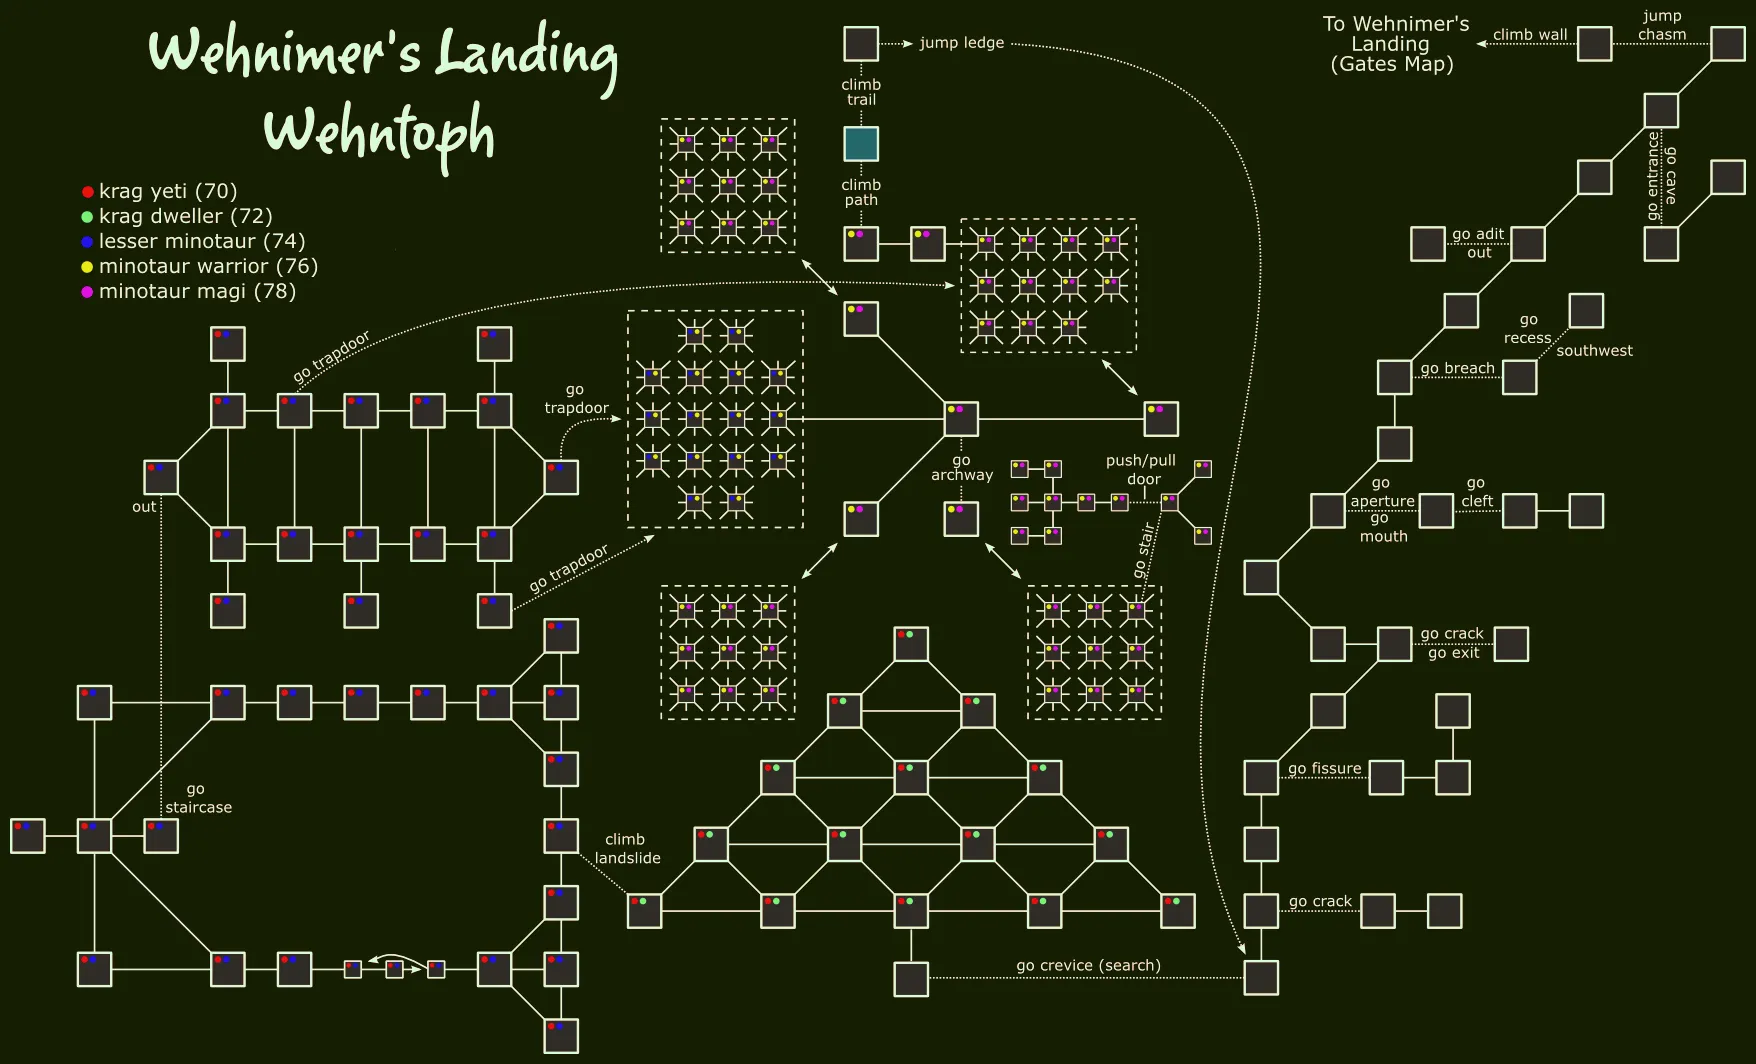 Wehnimer's Landing
Wehntoph
krag yeti (70)
krag dweller (72)
lesser minotaur (74)
minotaur warrior (76)
minotaur magi (78)
jump ledge
climb
trail
climb
path
To Wehnimer's
Landing
(Gates Map)
climb wall
jump
chasm
go entrance
go cave
go adit
out
go
recess
southwest
go breach
go trapdoor
go
trapdoor
out
go trapdoor
go
archway
push/pull
door
go stair
go
aperture
go
mouth
go
cleft
go crack
go exit
go fissure
go
staircase
climb
landslide
go crack
go crevice (search)